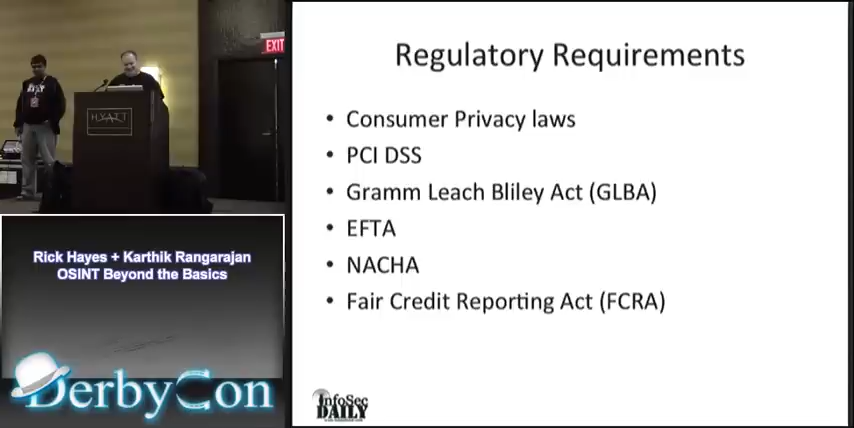 EXIT
HYATT
Rick Hayes + Karthik Rangarajan
OSINT Beyond the Basics
DerbyCon
Regulatory Requirements
• Consumer Privacy laws
• PCI DSS
• Gramm Leach Bliley Act (GLBA)
• EFTA
• NACHA
• Fair Credit Reporting Act (FCRA)
InfoSec
DAILY